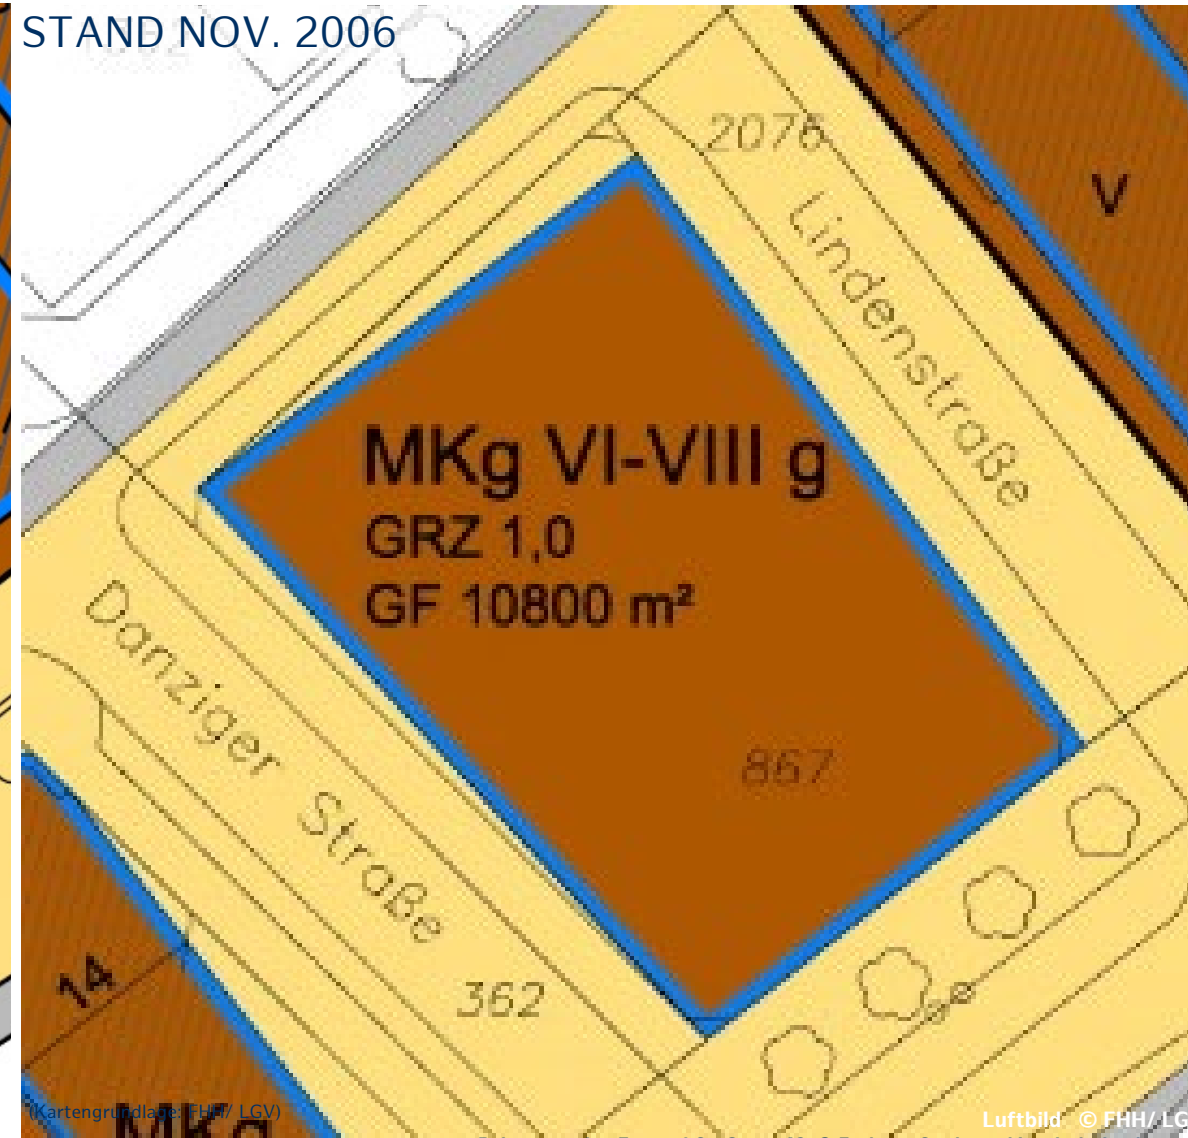 STAND NOV. 2006
2076
V
Lindenstraße
MKg VI-VIII g
GRZ 1,0
GF 10800 m²
Danziger Straße
867
14
362
(Kartengrundlage: FHH/ LGV)
MKg
Luftbild © FHH/ LG